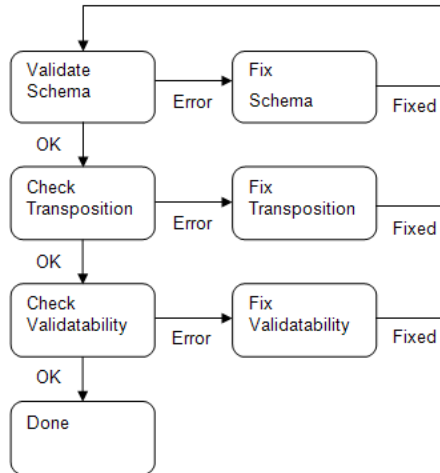 Validate
Schema
Error
Fix
Schema
Fixed
OK
Check
Transposition
Error
Fix
Transposition
Fixed
OK
Check
Validatability
Error
Fix
Validatability
Fixed
OK
Done